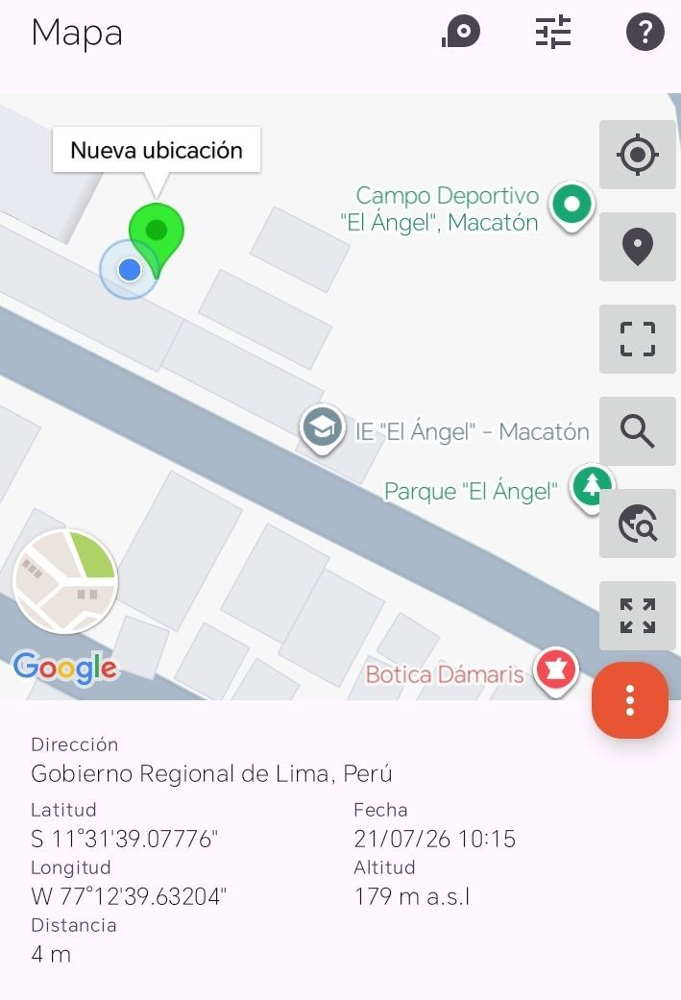 Mapa
Nueva ubicación
Campo Deportivo
"El Ángel", Macatón
IE "El Ángel" - Macatón
Parque "El Ángel"
Google
Botica Dámaris
Dirección
Gobierno Regional de Lima, Perú
Latitud
S 11°31'39.07776"
Fecha
21/07/26 10:15
Longitud
W 77°12'39.63204"
Altitud
179 m a.s.l
Distancia
4 m